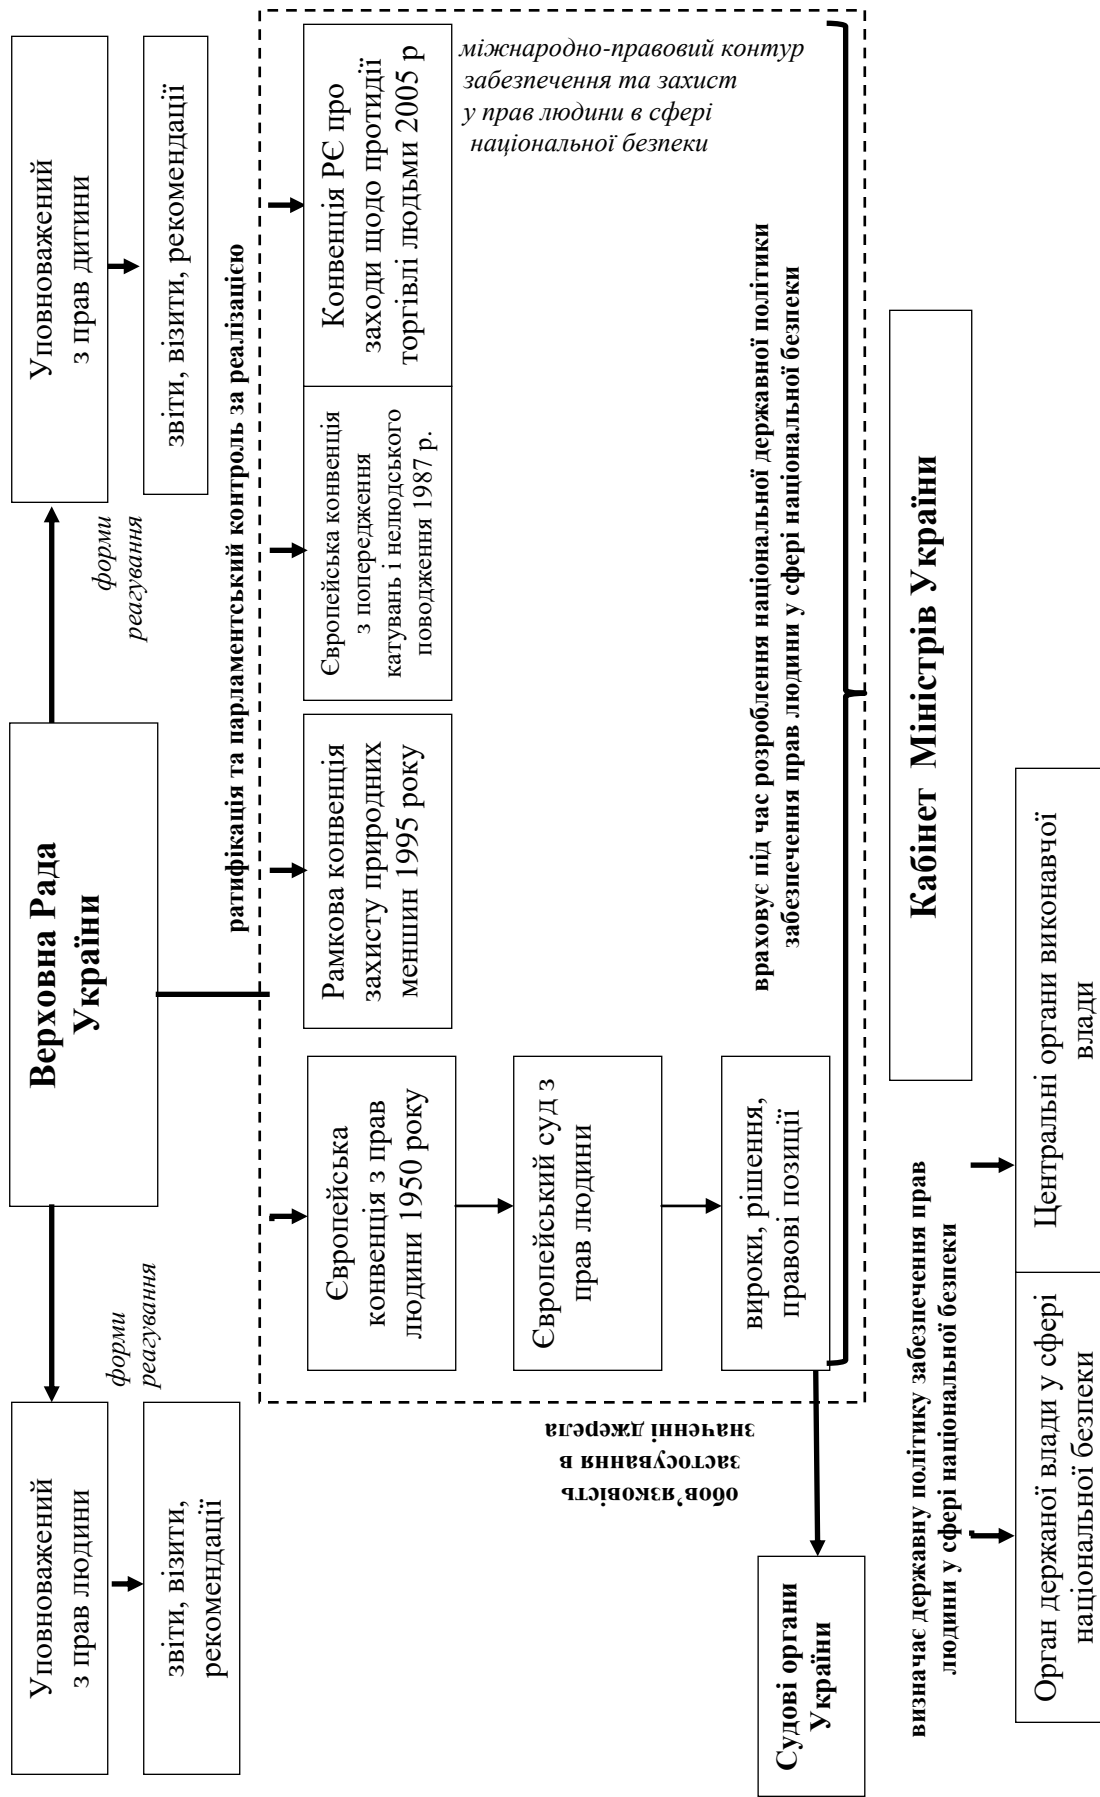 Верховна Рада
України
Уповноважений
з прав людини
форми
реагування
звіти, візити,
рекомендації
Уповноважений
з прав дитини
форми
реагування
звіти, візити, рекомендації
ратифікація та парламентский контроль за реалізацією
Європейська
конвенція з прав
людини 1950 року
Рамкова конвенція
захисту природних
меншин 1995 року
Європейська конвенція
з попередження
катувань і нелюдського
поводження 1987 р.
Конвенція РЄ про
заходи щодо протидії
торгівлі людьми 2005 р
міжнародно-правовий контур
забезпечення та захист
у прав людини в сфері
національної безпеки
Європейський суд з
прав людини
вироки, рішення,
правові позиції
обов’язковість
застосування в
значенні джерела
Судові органи
України
враховує під час розроблення національної державної політики
забезпечення прав людини у сфері національної безпеки
Кабінет Міністрів України
визначає державну політику забезпечення прав
людини у сфері національної безпеки
Орган держаної влади у сфері
національної безпеки
Центральні органи виконавчої
влади